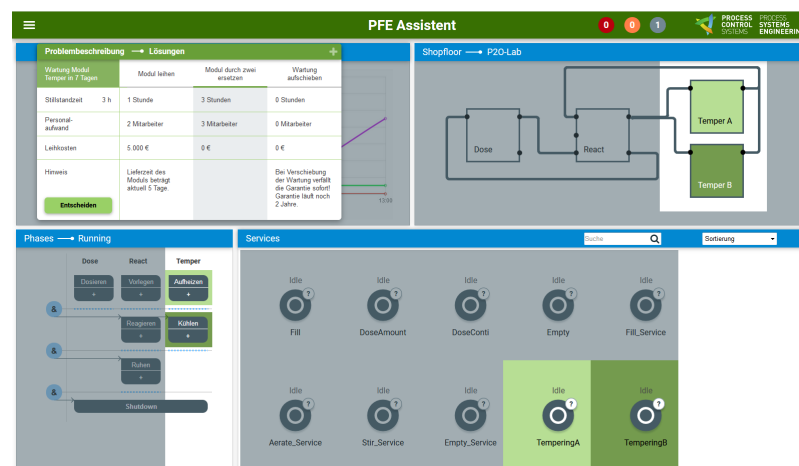 PFE Assistent
0 0 1
PROCESS CONTROL SYSTEMS
PROCESS SYSTEMS ENGINEERIN
Problembeschreibung Lösungen +
Wartung Modul Temper in 7 Tagen
Modul leihen
Modul durch zwei ersetzen
Wartung aufschieben
Stillstandzeit 3 h 1 Stunde 3 Stunden 0 Stunden
Personal-aufwand 2 Mitarbeiter 3 Mitarbeiter 0 Mitarbeiter
Leihkosten 5.000 € 0 € 0 €
Hinweis
Lieferzeit des
Moduls beträgt
aktuell 5 Tage.
Bei Verschiebung
der Wartung verfällt
die Garantie sofort!
Garantie läuft noch
2 Jahre.
Entscheiden
13:00
Shopfloor P2O-Lab
Dose
React
Temper A
Temper B
Phases Running
Dose React Temper
Dosieren Vorlegen Aufheizen
+ + +
&
Reagieren Kühlen
+ +
&
Ruhen
+
&
Shutdown
Services
Suche
Sortierung
Idle Idle Idle Idle Idle
? ? ? ? ?
Fill DoseAmount DoseConti Empty Fill_Service
Idle Idle Idle Idle Idle
? ? ? ? ?
Aerate_Service Stir_Service Empty_Service TemperingA TemperingB